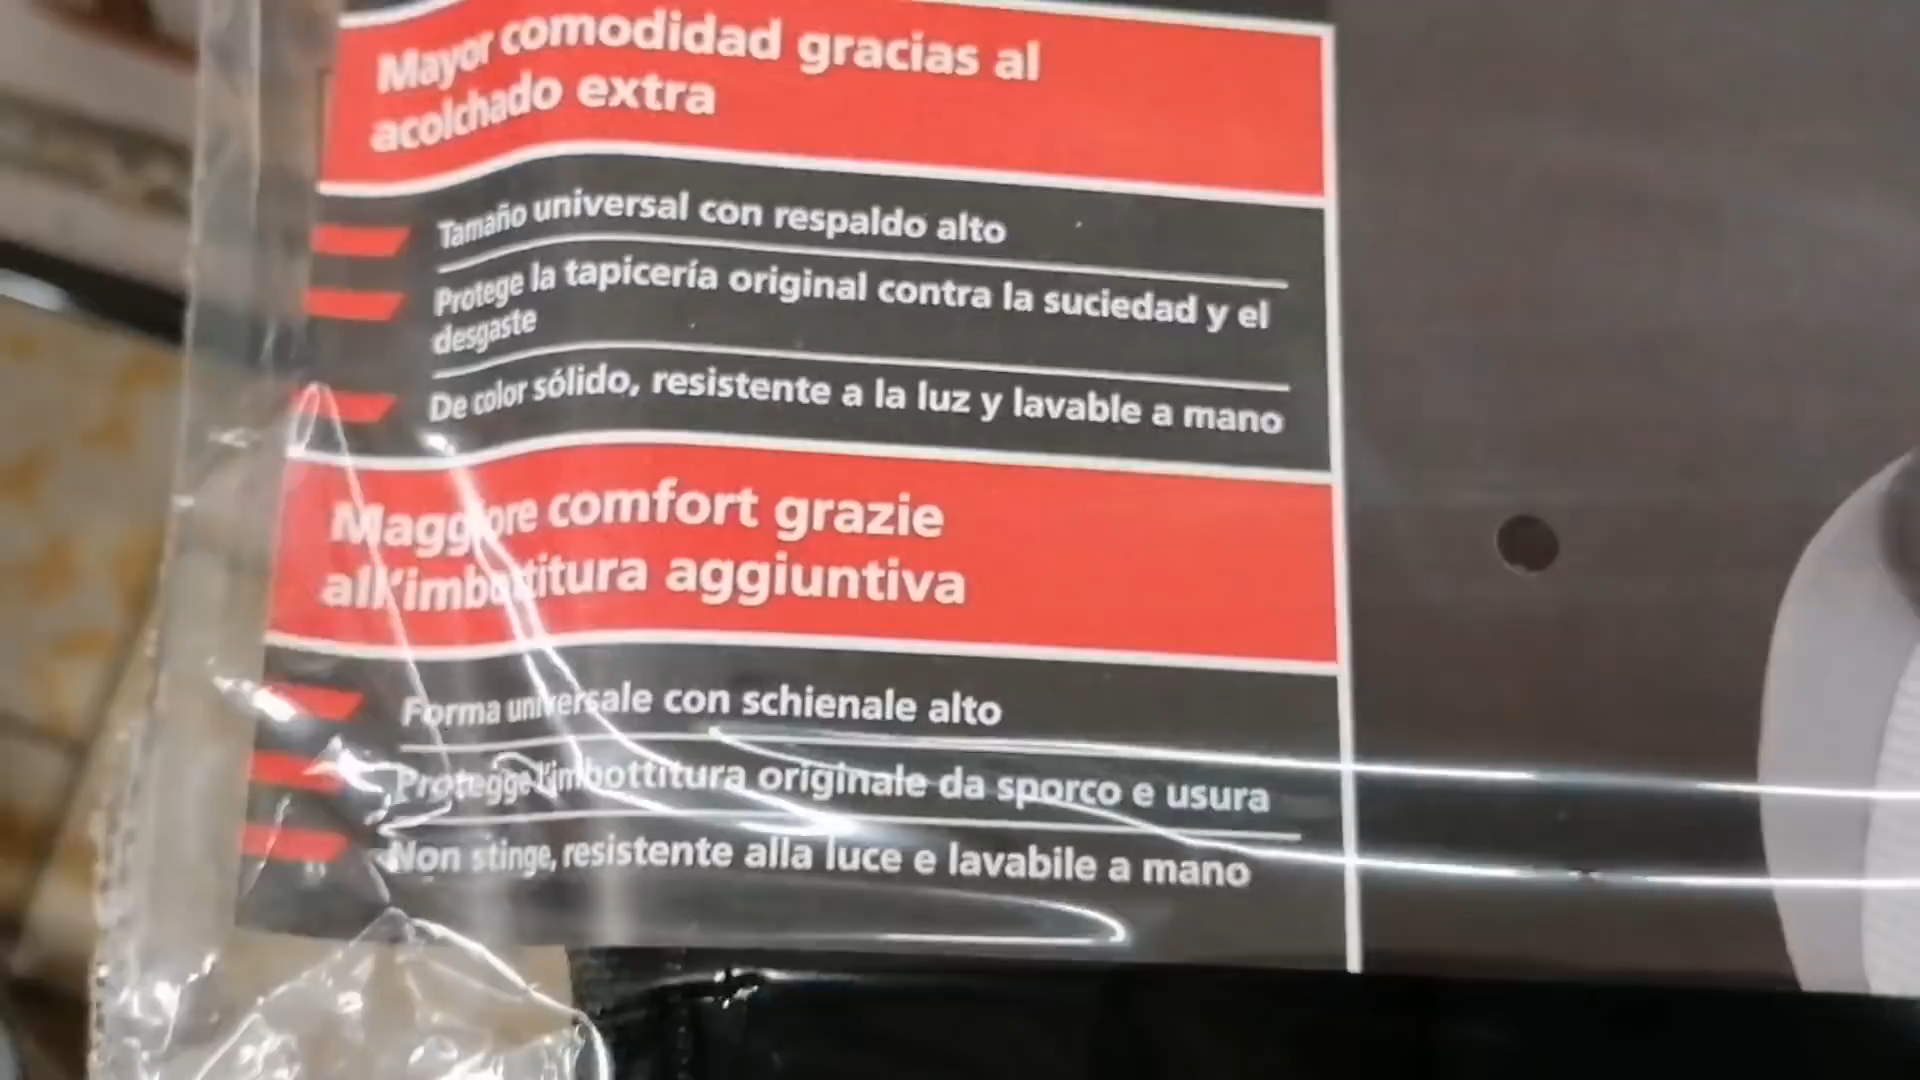 Mayor comodidad gracias al
acolchado extra
Tamaño universal con respaldo alto
Protege la tapicería original contra la suciedad y el
desgaste
De color sólido, resistente a la luz y lavable a mano
Maggiore comfort grazie
all'imbottitura aggiuntiva
Forma universale con schienale alto
Protegge l'imbottitura originale da sporco e usura
Non stinge, resistente alla luce e lavabile a mano